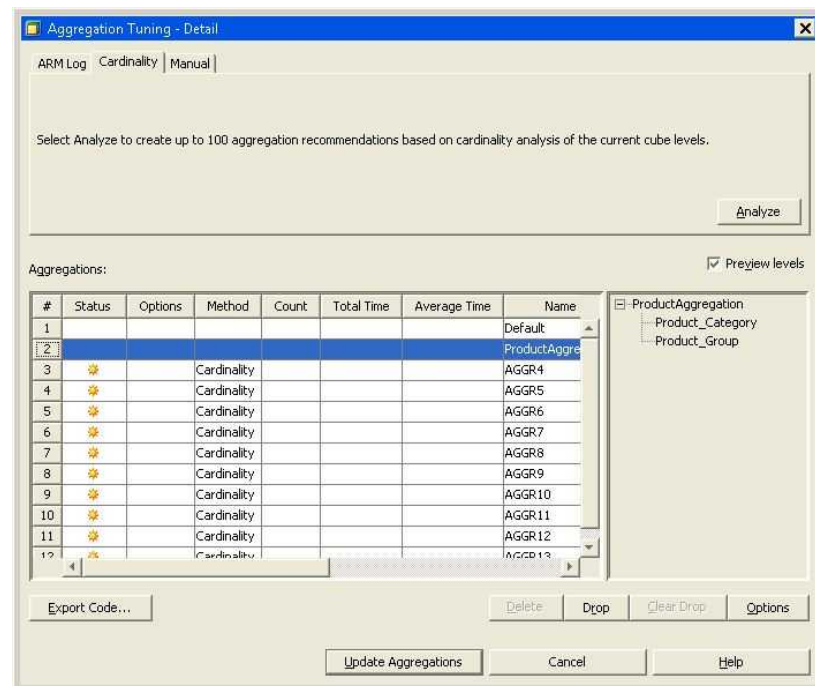 Aggregation Tuning - Detail
ARM Log Cardinality Manual
Select Analyze to create up to 100 aggregation recommendations based on cardinality analysis of the current cube levels.
Analyze
Aggregations:
Preview levels
# Status Options Method Count Total Time Average Time Name
1 Default
2 ProductAggre
3 Cardinality AGGR4
4 Cardinality AGGR5
5 Cardinality AGGR6
6 Cardinality AGGR7
7 Cardinality AGGR8
8 Cardinality AGGR9
9 Cardinality AGGR10
10 Cardinality AGGR11
11 Cardinality AGGR12
12 Cardinality AGGR13
ProductAggregation
Product_Category
Product_Group
Export Code... Delete Drop Clear Drop Options
Update Aggregations Cancel Help